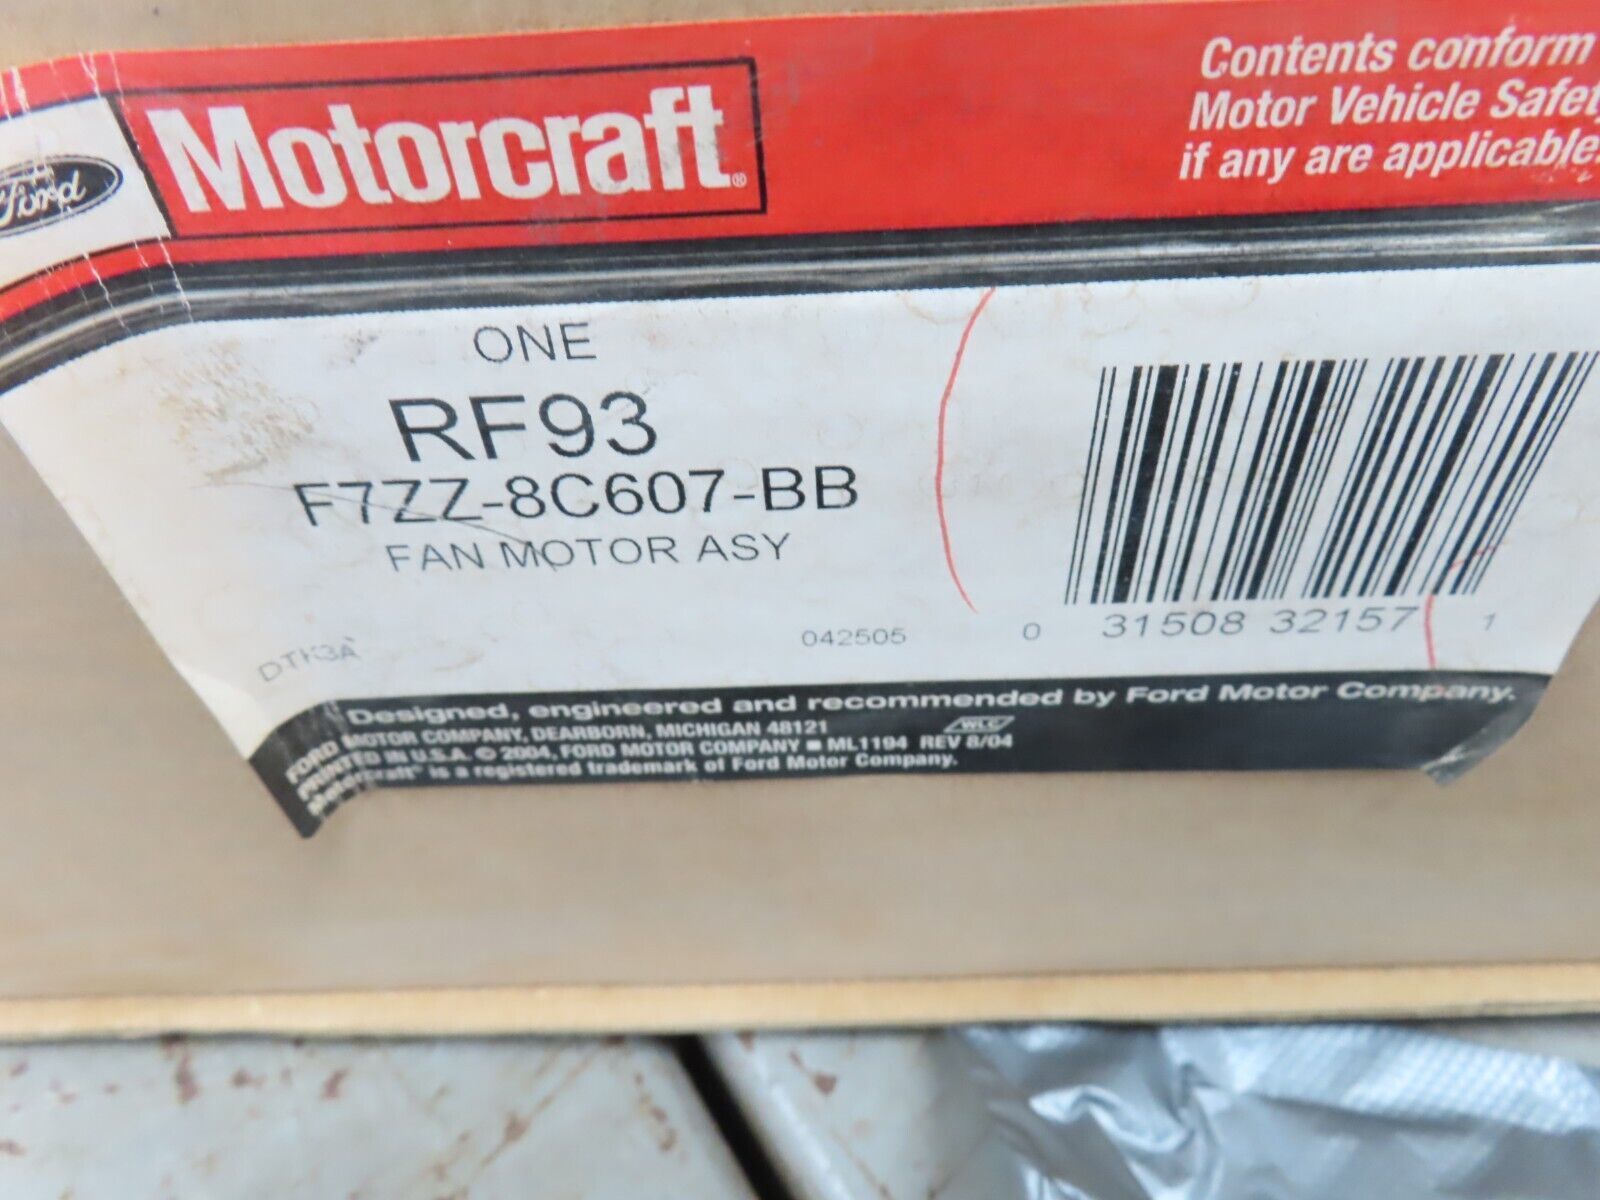 Ford
Motorcraft®
Contents conform
Motor Vehicle Safety
if any are applicable.
ONE
RF93
F7ZZ-8C607-BB
FAN MOTOR ASY
DTK3A
042505
0 31508 32157 1
Designed, engineered and recommended by Ford Motor Company.
FORD MOTOR COMPANY, DEARBORN, MICHIGAN 48121
WLC
PRINTED IN U.S.A. © 2004, FORD MOTOR COMPANY ■ ML1194 REV 8/04
Motorcraft® is a registered trademark of Ford Motor Company.